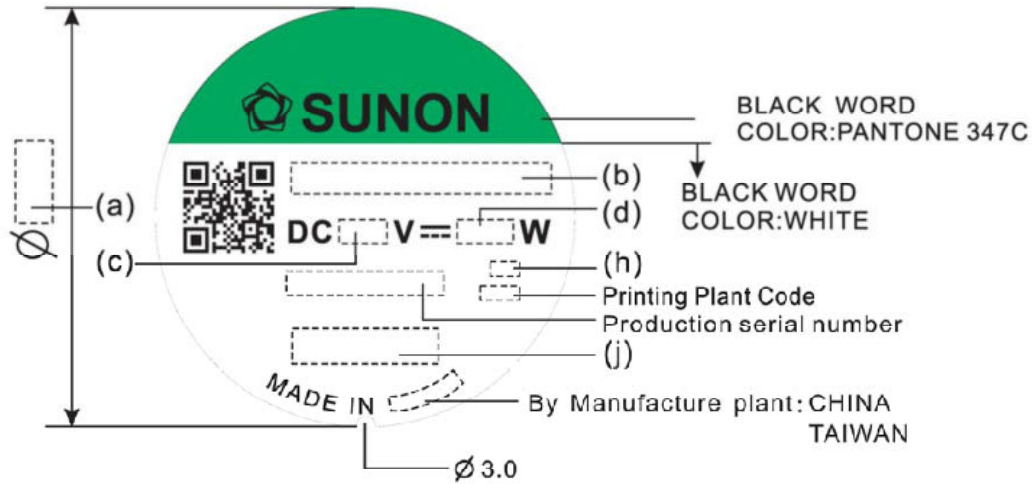 SUNON
BLACK WORD
COLOR:PANTONE 347C
(b)
BLACK WORD
COLOR:WHITE
(a)
Ø
(d)
DC V W
(c)
(h)
Printing Plant Code
Production serial number
(j)
MADE IN
By Manufacture plant: CHINA
TAIWAN
Ø 3.0